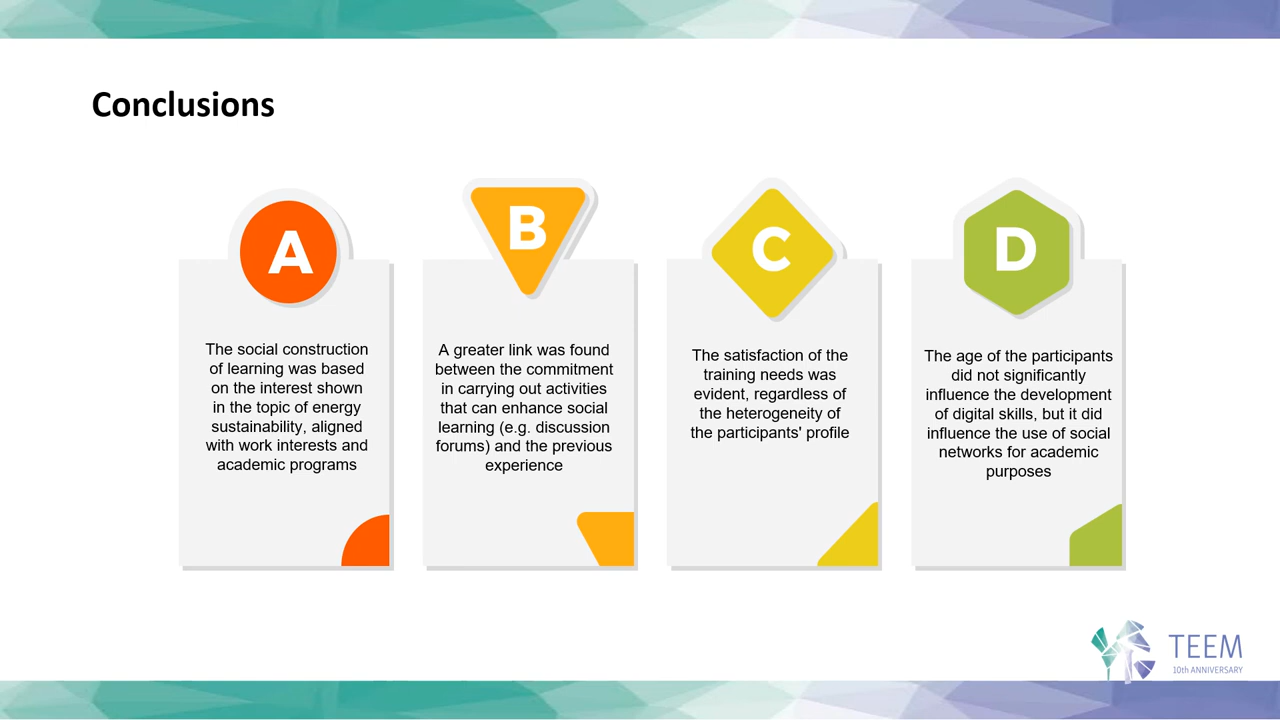 Conclusions
A
The social construction
of learning was based
on the interest shown
in the topic of energy
sustainability, aligned
with work interests and
academic programs
B
A greater link was found
between the commitment
in carrying out activities
that can enhance social
learning (e.g. discussion
forums) and the previous
experience
C
The satisfaction of the
training needs was
evident, regardless of
the heterogeneity of
the participants' profile
D
The age of the participants
did not significantly
influence the development
of digital skills, but it did
influence the use of social
networks for academic
purposes
TEEM
10th ANNIVERSARY